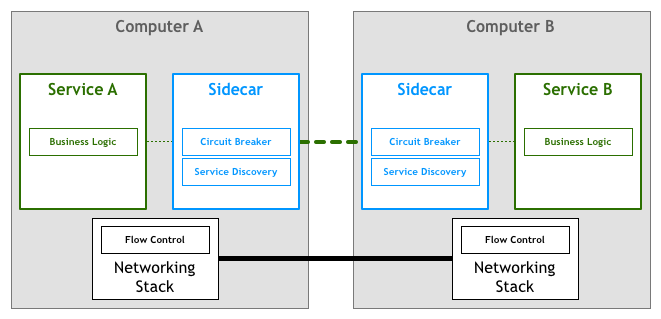 Computer A
Computer B
Service A
Sidecar
Sidecar
Service B
Business Logic
Circuit Breaker
Circuit Breaker
Business Logic
Service Discovery
Service Discovery
Flow Control
Flow Control
Networking
Stack
Networking
Stack